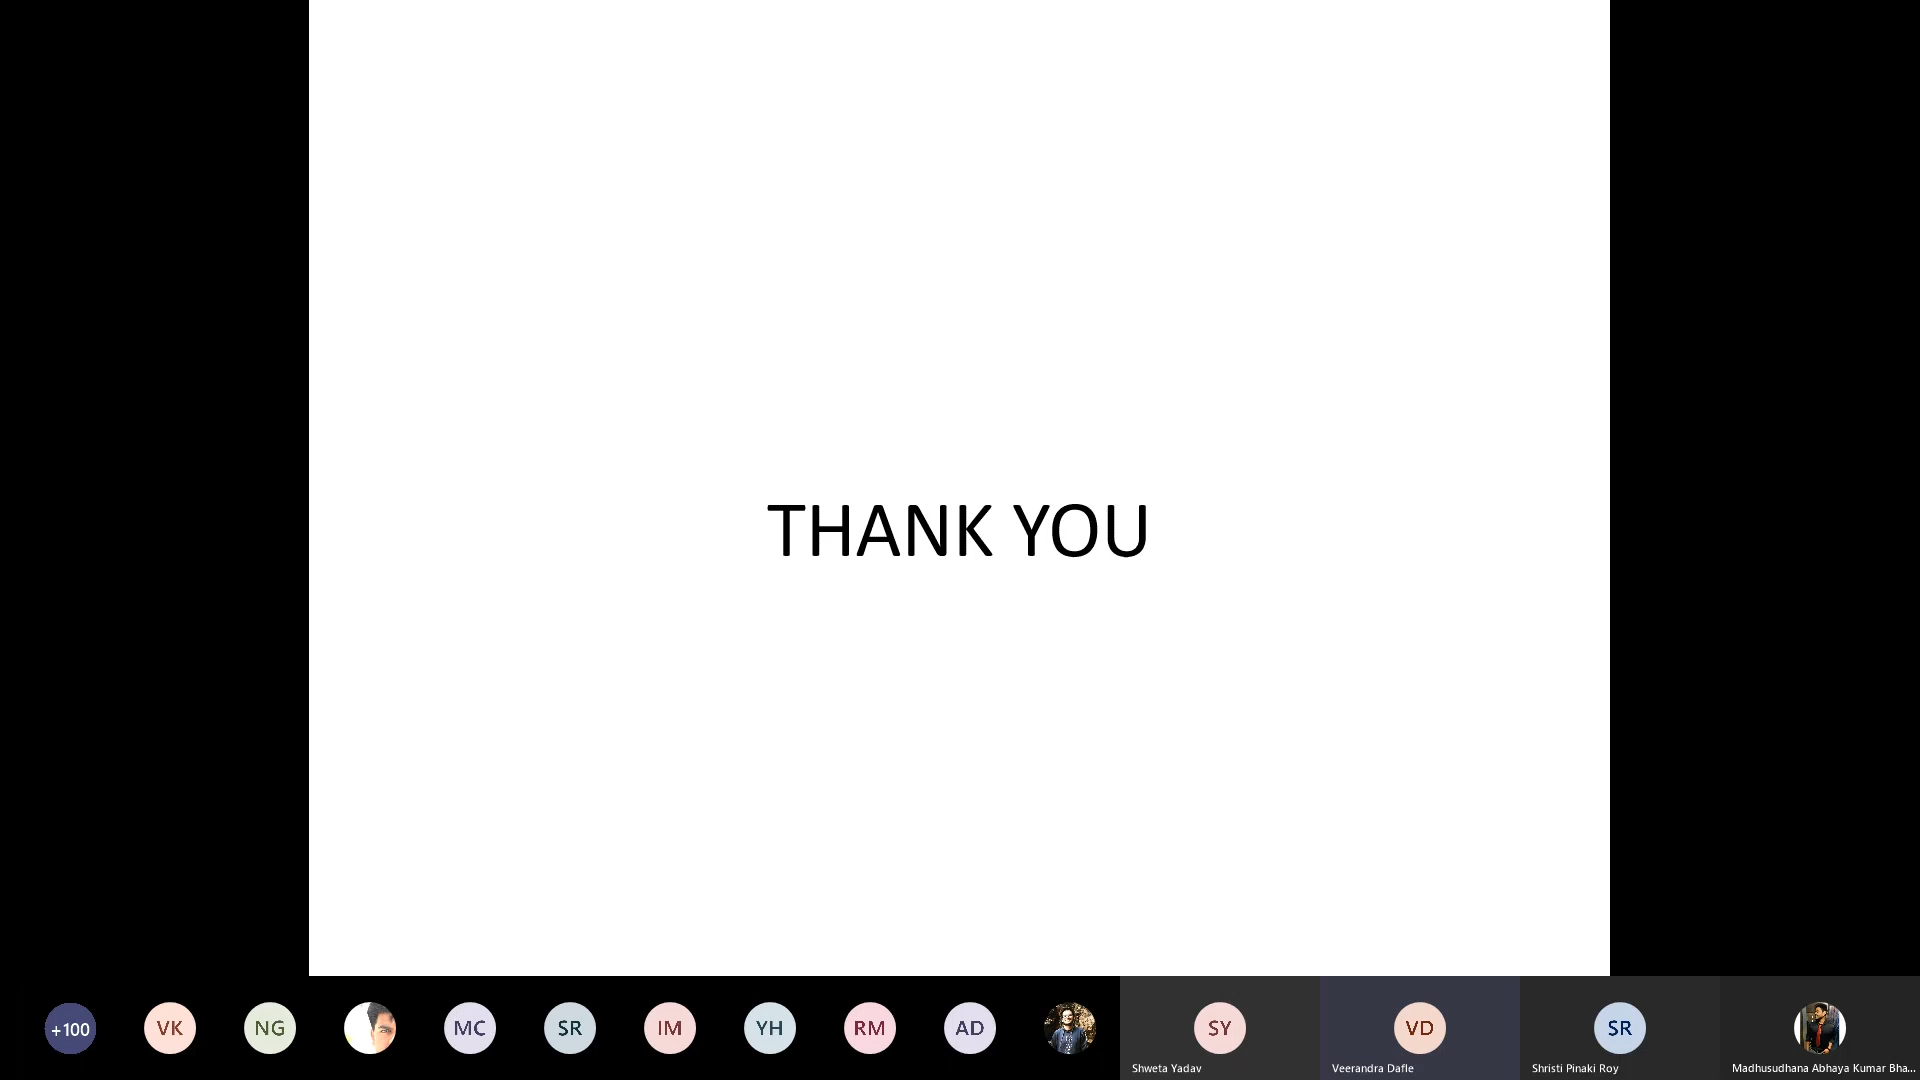 THANK YOU
+100
VK
NG
MC
SR
IM
YH
RM
AD
SY
VD
SR
Shweta Yadav
Veerandra Dafle
Shristi Pinaki Roy
Madhusudhana Abhaya Kumar Bha...